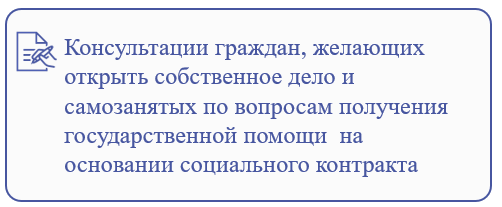 Консультации граждан, желающих
открыть собственное дело и
самозанятых по вопросам получения
государственной помощи  на
основании социального контракта